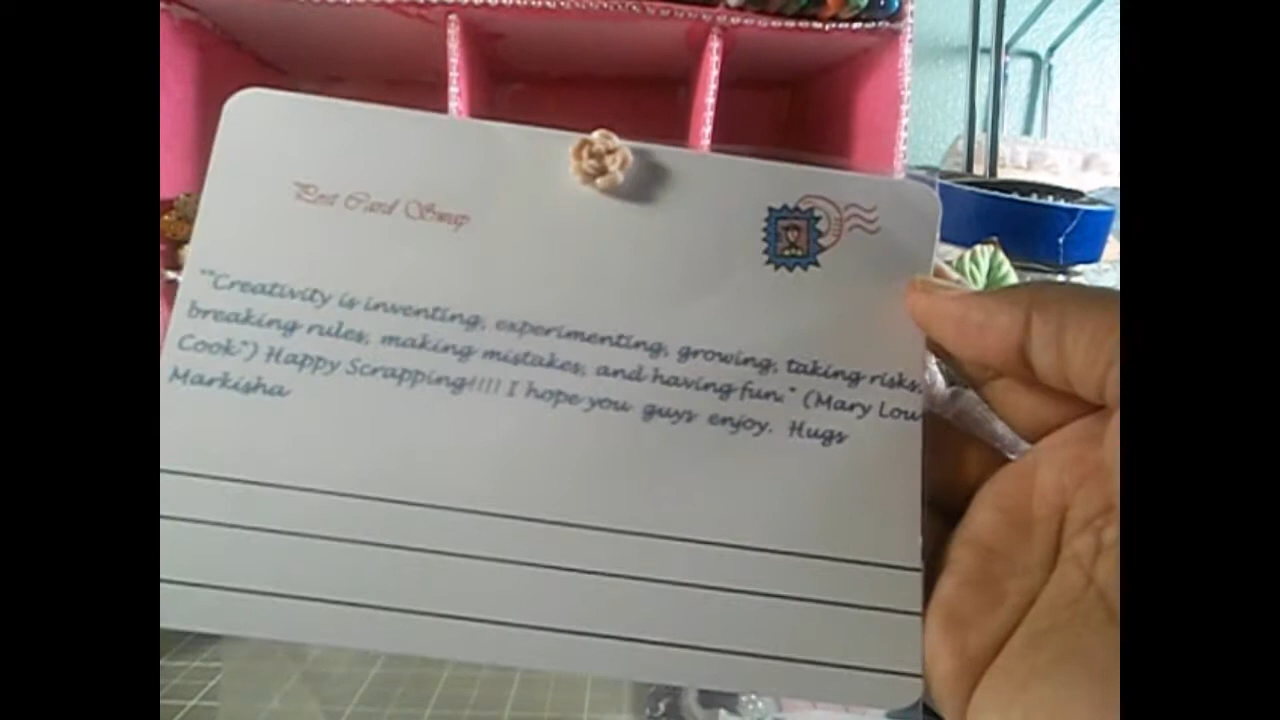 Post Card Swap
""Creativity is inventing, experimenting, growing, taking risks,
breaking rules, making mistakes, and having fun." (Mary Lou
Cook") Happy Scrapping!!!! I hope you guys enjoy. Hugs
Markisha